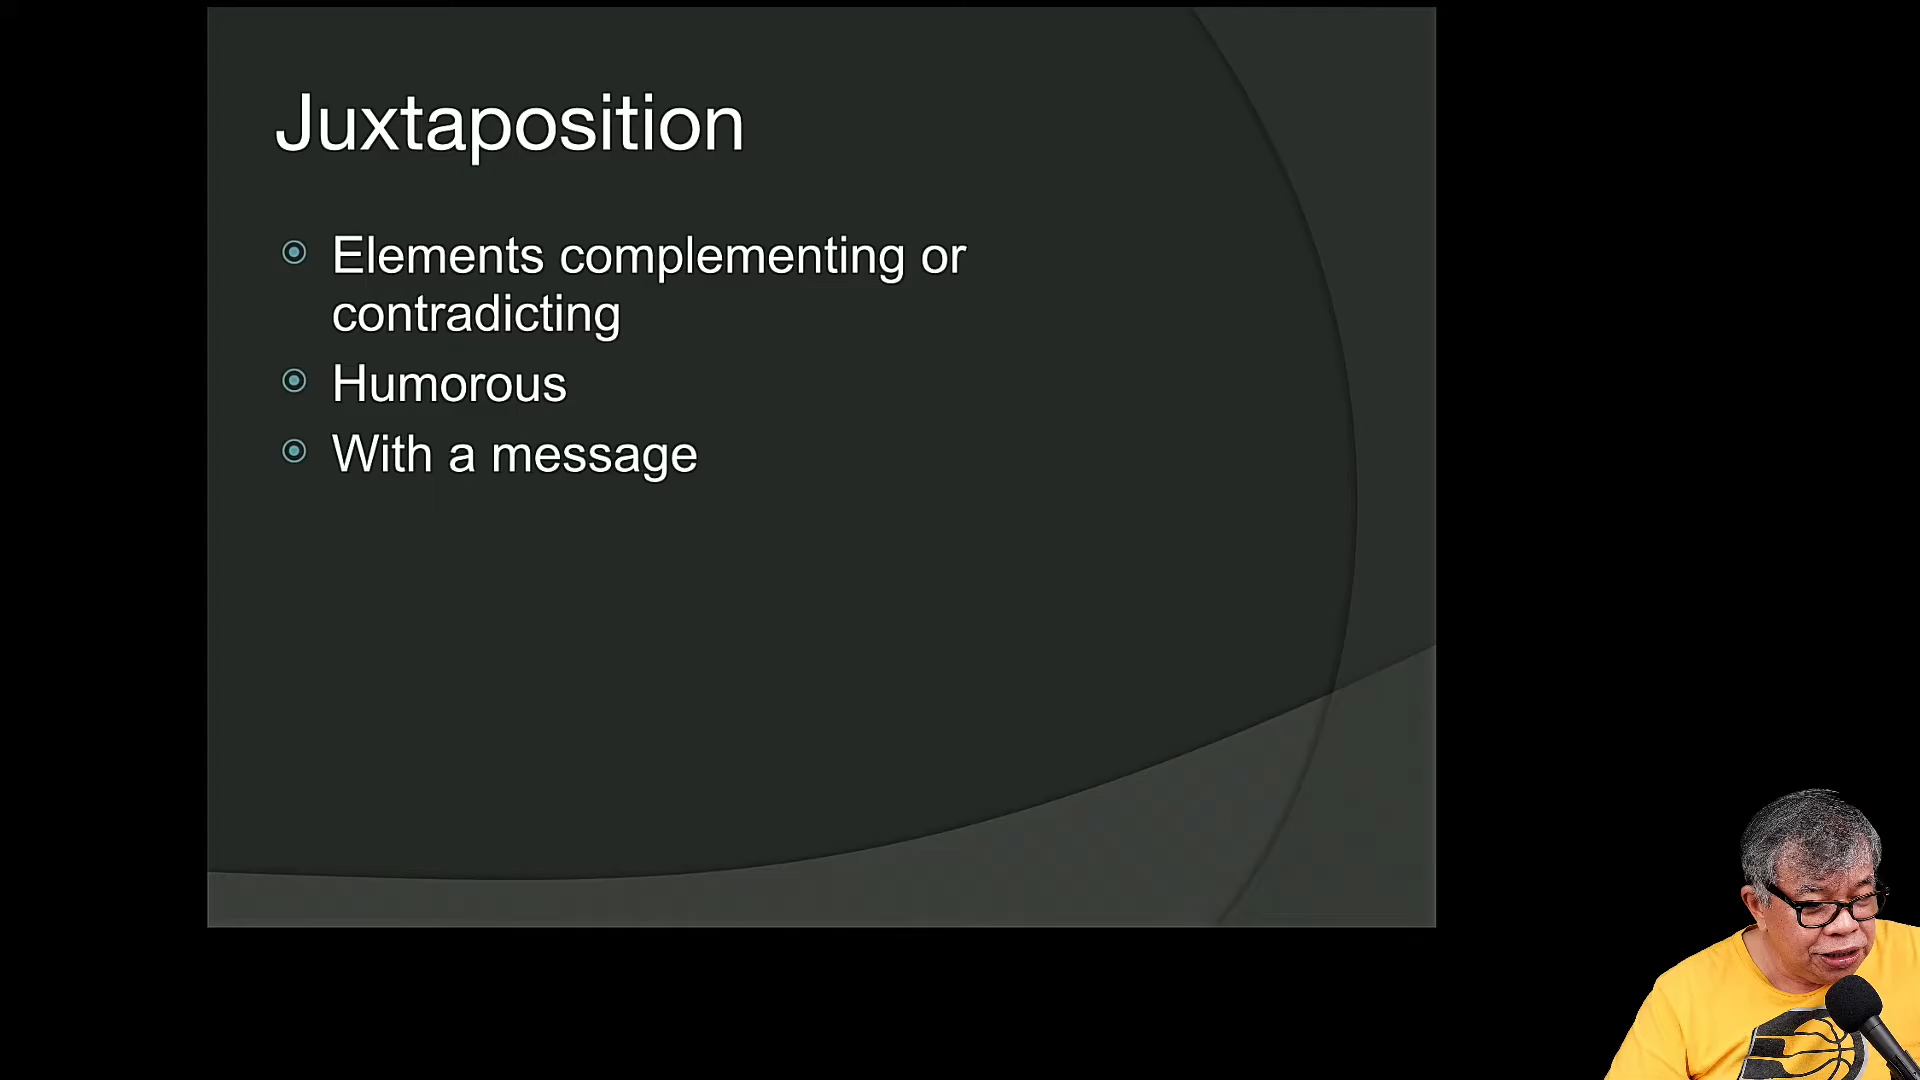 Juxtaposition
Elements complementing or
contradicting
Humorous
With a message